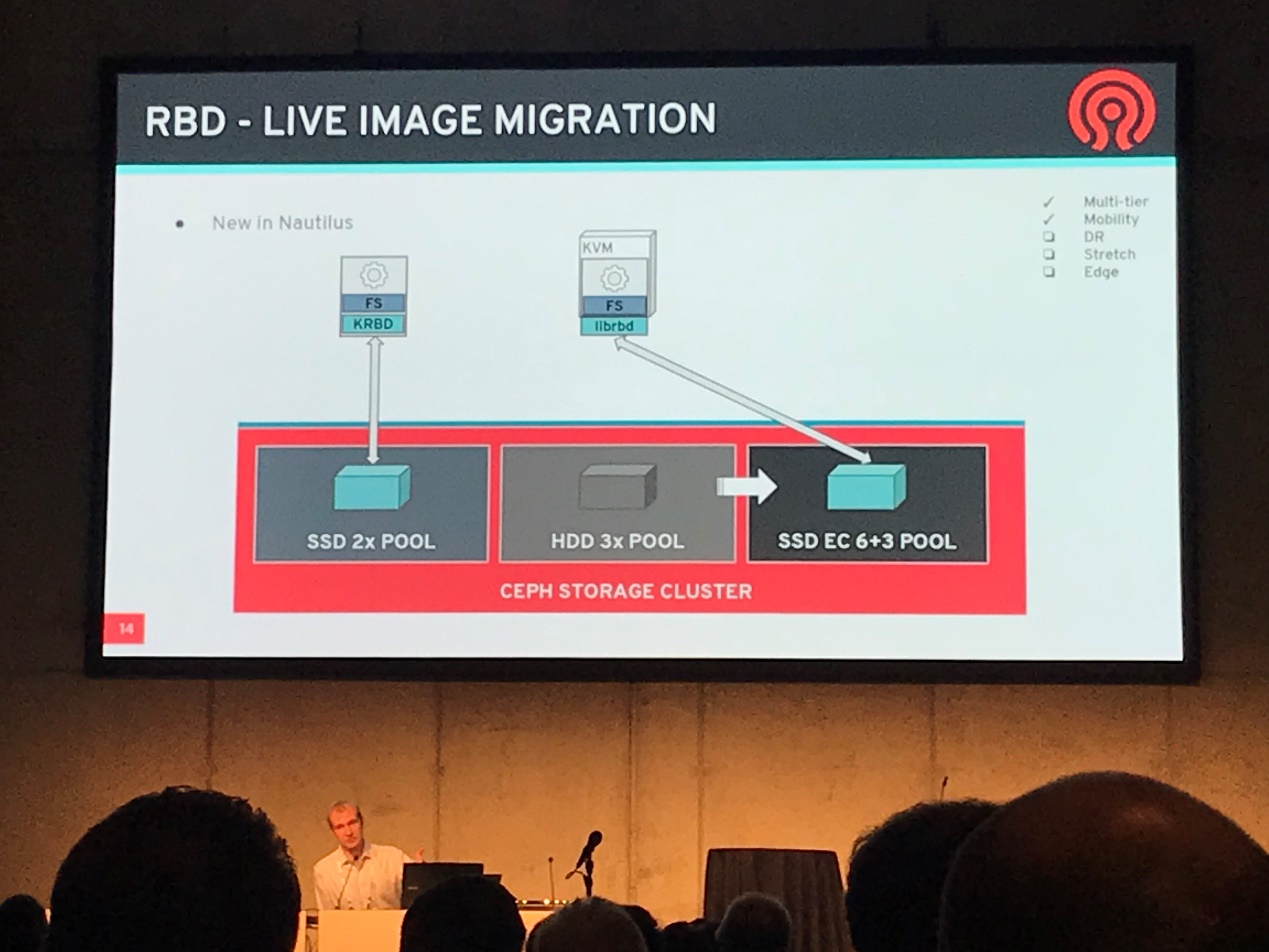 RBD - LIVE IMAGE MIGRATION
● New in Nautilus
✓ Multi-tier
✓ Mobility
❑ DR
❑ Stretch
❑ Edge
KVM
FS
KRBD
FS
librbd
SSD 2x POOL
HDD 3x POOL
SSD EC 6+3 POOL
CEPH STORAGE CLUSTER
14